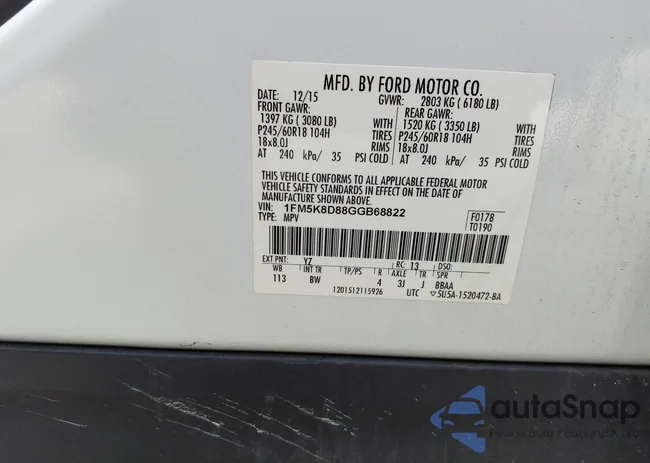 MFD. BY FORD MOTOR CO.
DATE: 12/15 GVWR: 2803 KG ( 6180 LB)
FRONT GAWR: REAR GAWR:
1397 KG ( 3080 LB) WITH 1520 KG ( 3350 LB) WITH
P245/60R18 104H TIRES P245/60R18 104H TIRES
18x8.0J RIMS 18x8.0J RIMS
AT 240 kPa/ 35 PSI COLD AT 240 kPa/ 35 PSI COLD
THIS VEHICLE CONFORMS TO ALL APPLICABLE FEDERAL MOTOR
VEHICLE SAFETY STANDARDS IN EFFECT ON THE DATE OF
MANUFACTURE SHOWN ABOVE.
VIN: 1FM5K8D88GGB68822 F0178
TYPE: MPV T0190
EXT PNT: YZ RC: 13 DSO:
WB INT TR TP/PS R AXLE TR SPR
113 BW 4 3J J BBAA
1201512115926 UTC ▽5U5A-1520472-BA
autaSnap